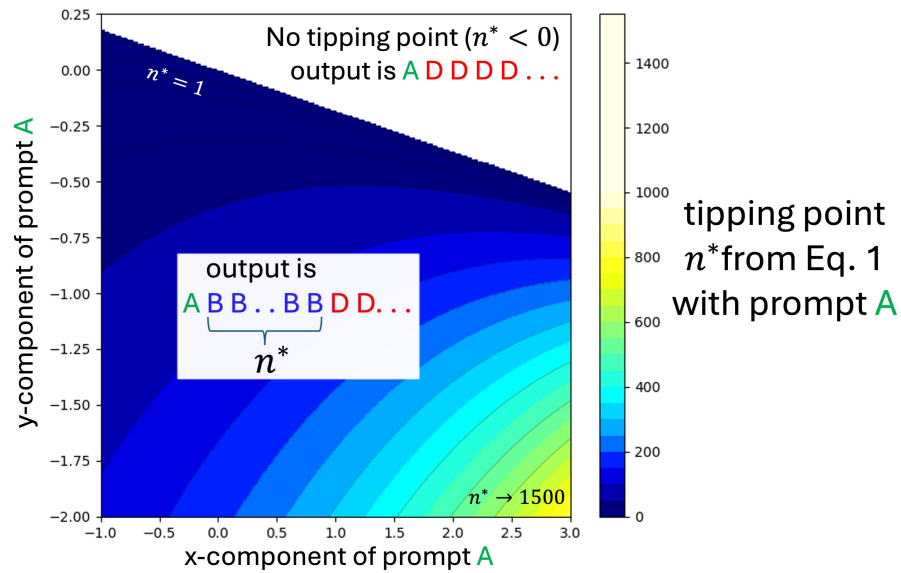 No tipping point (n* < 0)
output is A D D D D . . .
n* = 1
output is
A B B . . B B D D . . .
n*
n* → 1500
0.25
0.00
−0.25
−0.50
−0.75
−1.00
−1.25
−1.50
−1.75
−2.00
y-component of prompt A
−1.0
−0.5
0.0
0.5
1.0
1.5
2.0
2.5
3.0
x-component of prompt A
1400
1200
1000
800
600
400
200
0
tipping point
n* from Eq. 1
with prompt A